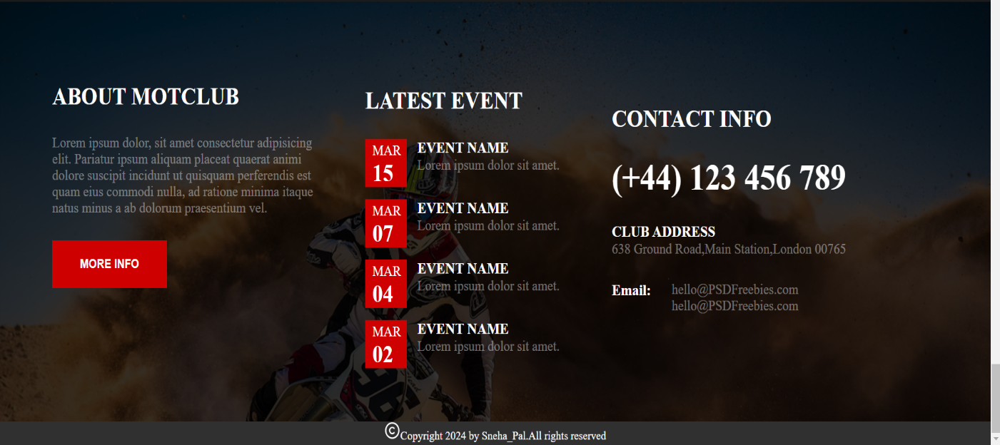 ABOUT MOTCLUB
Lorem ipsum dolor, sit amet consectetur adipisicing
elit. Pariatur ipsum aliquam placeat quaerat animi
dolore suscipit incidunt ut quisquam perferendis est
quam eius commodi nulla, ad ratione minima itaque
natus minus a ab dolorum praesentium vel.
MORE INFO
LATEST EVENT
MAR
15
EVENT NAME
Lorem ipsum dolor sit amet.
MAR
07
EVENT NAME
Lorem ipsum dolor sit amet.
MAR
04
EVENT NAME
Lorem ipsum dolor sit amet.
MAR
02
EVENT NAME
Lorem ipsum dolor sit amet.
96
CONTACT INFO
(+44) 123 456 789
CLUB ADDRESS
638 Ground Road,Main Station,London 00765
Email: hello@PSDFreebies.com
hello@PSDFreebies.com
©Copyright 2024 by Sneha_Pal.All rights reserved